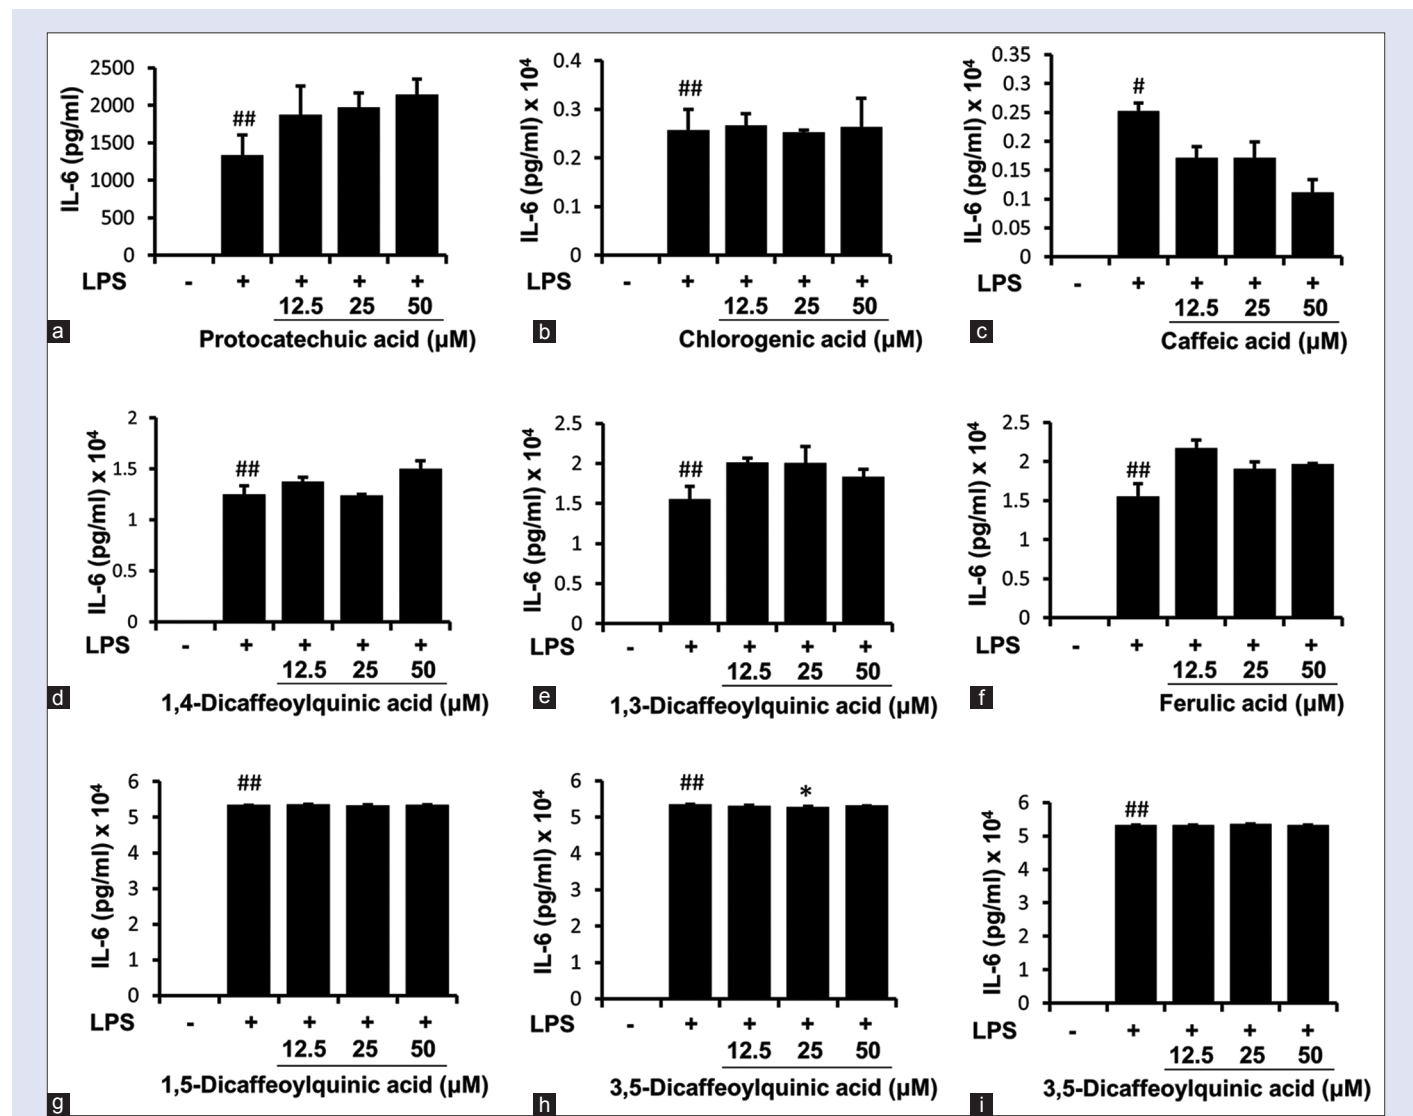 IL-6 (pg/ml)
2500
2000
1500
1000
500
0
##
LPS - + + + +
12.5 25 50
a
Protocatechuic acid (µM)
IL-6 (pg/ml) x 10⁴
0.4
0.3
0.2
0.1
0
##
LPS - + + + +
12.5 25 50
b
Chlorogenic acid (µM)
IL-6 (pg/ml) x 10⁴
0.35
0.3
0.25
0.2
0.15
0.1
0.05
0
#
LPS - + + + +
12.5 25 50
c
Caffeic acid (µM)
IL-6 (pg/ml) x 10⁴
2
1.5
1
0.5
0
##
LPS - + + + +
12.5 25 50
d
1,4-Dicaffeoylquinic acid (µM)
IL-6 (pg/ml) x 10⁴
2.5
2
1.5
1
0.5
0
##
LPS - + + + +
12.5 25 50
e
1,3-Dicaffeoylquinic acid (µM)
IL-6 (pg/ml) x 10⁴
2.5
2
1.5
1
0.5
0
##
LPS - + + + +
12.5 25 50
f
Ferulic acid (µM)
IL-6 (pg/ml) x 10⁴
6
5
4
3
2
1
0
##
LPS - + + + +
12.5 25 50
g
1,5-Dicaffeoylquinic acid (µM)
IL-6 (pg/ml) x 10⁴
6
5
4
3
2
1
0
##
*
LPS - + + + +
12.5 25 50
h
3,5-Dicaffeoylquinic acid (µM)
IL-6 (pg/ml) x 10⁴
6
5
4
3
2
1
0
##
LPS - + + + +
12.5 25 50
i
3,5-Dicaffeoylquinic acid (µM)